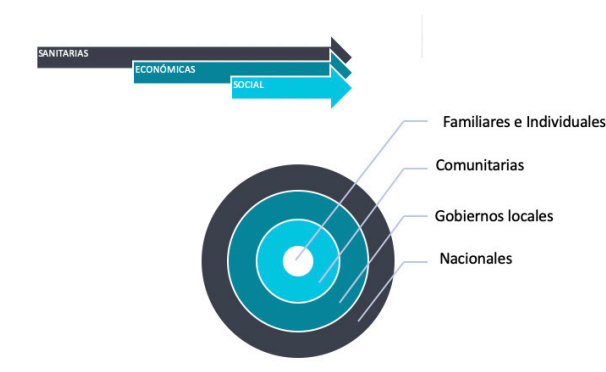 SANITARIAS
ECONÓMICAS
SOCIAL
Familiares e Individuales
Comunitarias
Gobiernos locales
Nacionales